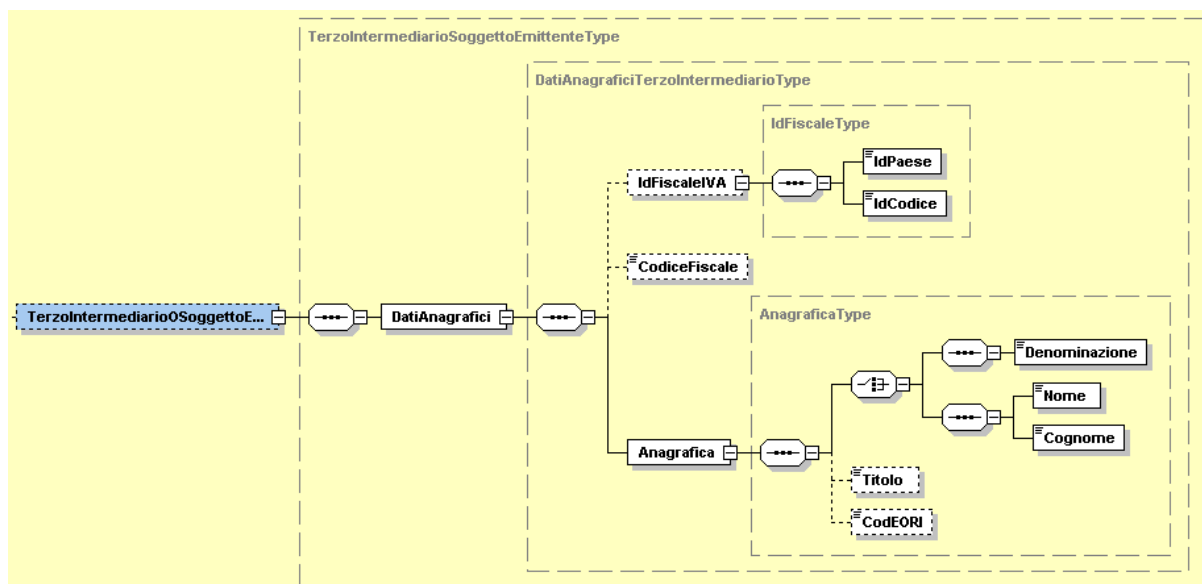 TerzoIntermediarioSoggettoEmittenteType
DatiAnagraficiTerzoIntermediarioType
IdFiscaleType
IdPaese
IdFiscaleIVA
IdCodice
CodiceFiscale
TerzoIntermediarioOSoggettoE...
DatiAnagrafici
AnagraficaType
Denominazione
Nome
Cognome
Anagrafica
Titolo
CodEORI